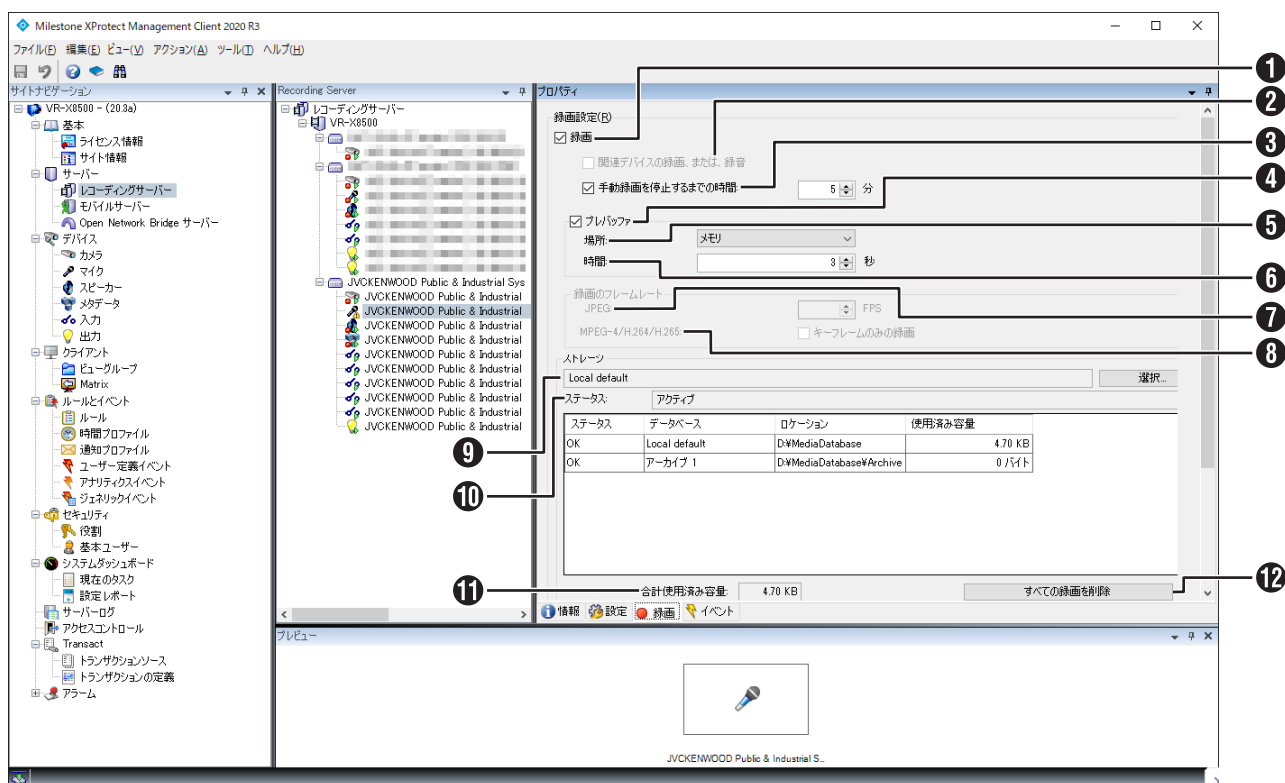 Milestone XProtect Management Client 2020 R3
ファイル(F) 編集(E) ビュー(V) アクション(A) ツール(T) ヘルプ(H)
サイトナビゲーション
VR-X8500 - (20.3a)
基本
ライセンス情報
サイト情報
サーバー
レコーディングサーバー
モバイルサーバー
Open Network Bridge サーバー
デバイス
カメラ
マイク
スピーカー
メタデータ
入力
出力
クライアント
ビューグループ
Matrix
ルールとイベント
ルール
時間プロファイル
通知プロファイル
ユーザー定義イベント
アナリティクスイベント
ジェネリックイベント
セキュリティ
役割
基本ユーザー
システムダッシュボード
現在のタスク
設定レポート
サーバーログ
アクセスコントロール
Transact
トランザクションソース
トランザクションの定義
アラーム
Recording Server
レコーディングサーバー
VR-X8500
JVCKENWOOD Public & Industrial Sys
JVCKENWOOD Public & Industrial
JVCKENWOOD Public & Industrial
JVCKENWOOD Public & Industrial
JVCKENWOOD Public & Industrial
JVCKENWOOD Public & Industrial
JVCKENWOOD Public & Industrial
JVCKENWOOD Public & Industrial
JVCKENWOOD Public & Industrial
JVCKENWOOD Public & Industrial
JVCKENWOOD Public & Industrial
プロパティ
録画設定(R)
録画
関連デバイスの録画、または、録音
手動録画を停止するまでの時間: 5 分
プレバッファ
場所: メモリ
時間: 3 秒
録画のフレームレート
JPEG: FPS
MPEG-4/H.264/H.265: キーフレームのみの録画
ストレージ
Local default 選択...
ステータス: アクティブ
ステータス データベース ロケーション 使用済み容量
OK Local default D:¥MediaDatabase 4.70 KB
OK アーカイブ 1 D:¥MediaDatabase¥Archive 0 バイト
合計使用済み容量: 4.70 KB すべての録画を削除
情報 設定 録画 イベント
プレビュー
JVCKENWOOD Public & Industrial S...
1
2
3
4
5
6
7
8
9
10
11
12